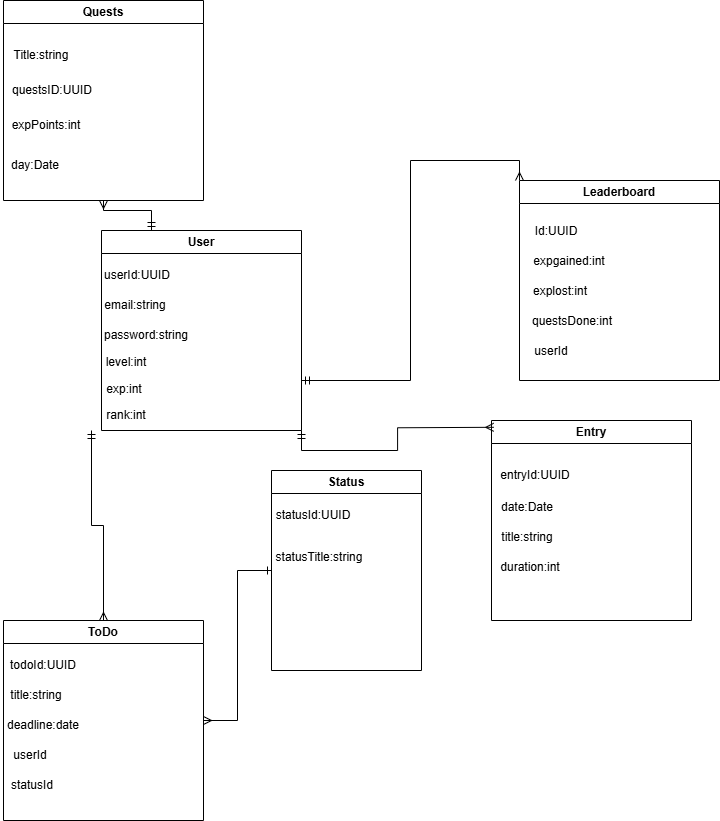 Quests
Title:string
questsID:UUID
expPoints:int
day:Date
User
userId:UUID
email:string
password:string
level:int
exp:int
rank:int
Leaderboard
Id:UUID
expgained:int
explost:int
questsDone:int
userId
Entry
entryId:UUID
date:Date
title:string
duration:int
Status
statusId:UUID
statusTitle:string
ToDo
todoId:UUID
title:string
deadline:date
userId
statusId